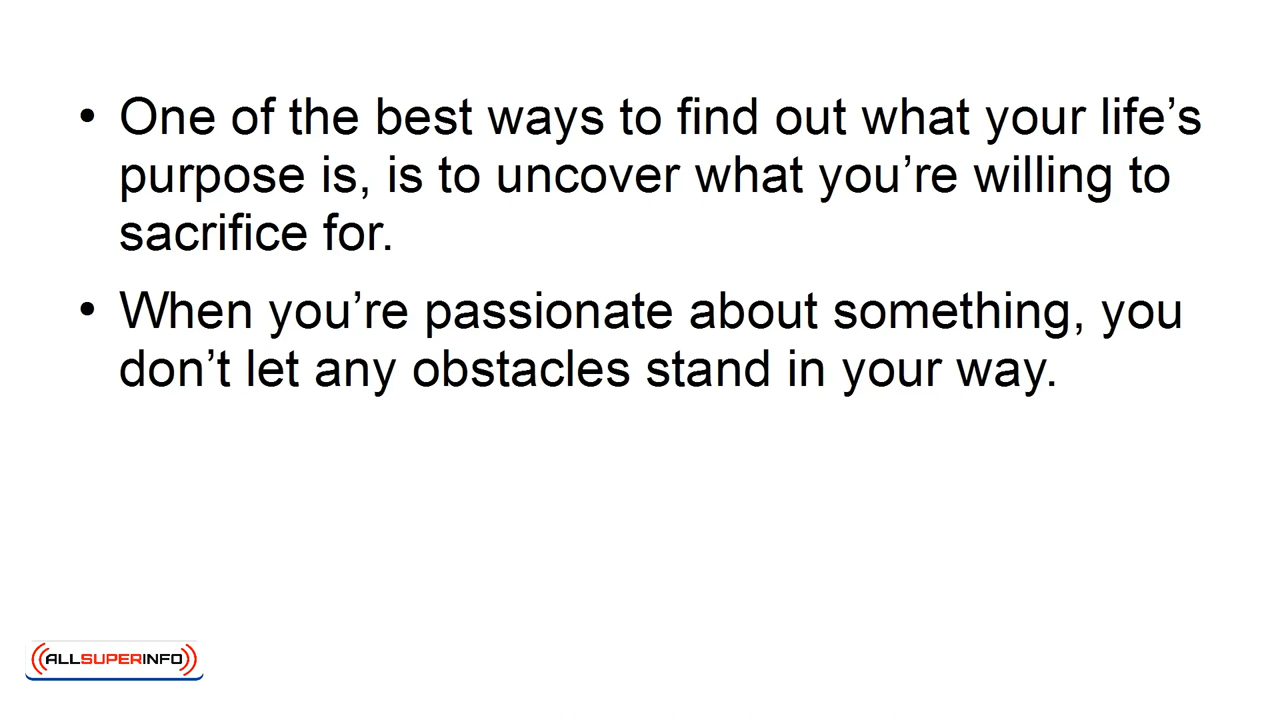 • One of the best ways to find out what your life’s
purpose is, is to uncover what you’re willing to
sacrifice for.
• When you’re passionate about something, you
don’t let any obstacles stand in your way.
ALLSUPERINFO